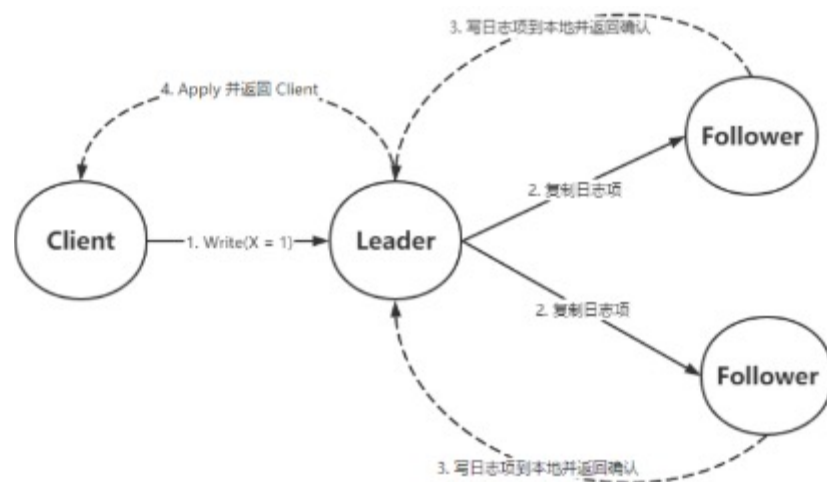 3. 写日志项到本地并返回确认
4. Apply 并返回 Client
Follower
2. 复制日志项
Client
1. Write(X = 1)
Leader
2. 复制日志项
Follower
3. 写日志项到本地并返回确认